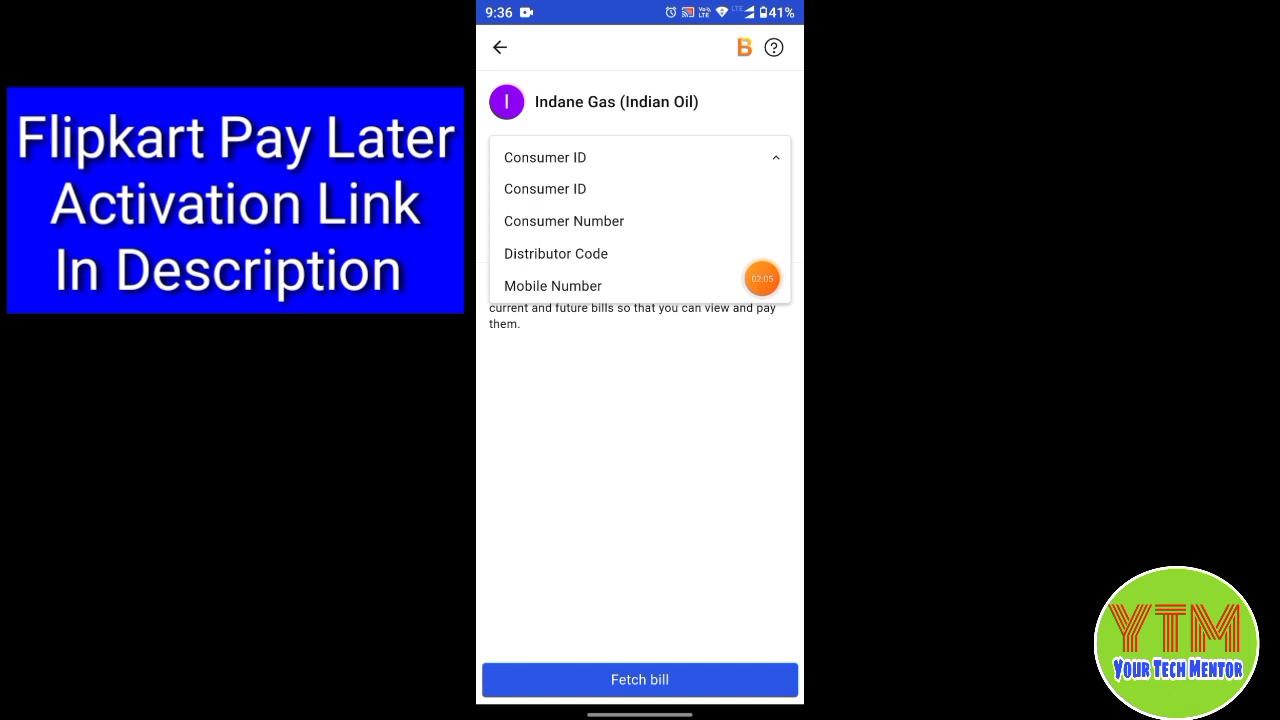 Flipkart Pay Later
Activation Link
In Description
9:36
VoLTE
LTE
41%
B
?
I
Indane Gas (Indian Oil)
Consumer ID
Consumer ID
Consumer Number
Distributor Code
Mobile Number
02:05
current and future bills so that you can view and pay
them.
Fetch bill
YTM
YOUR TECH MENTOR